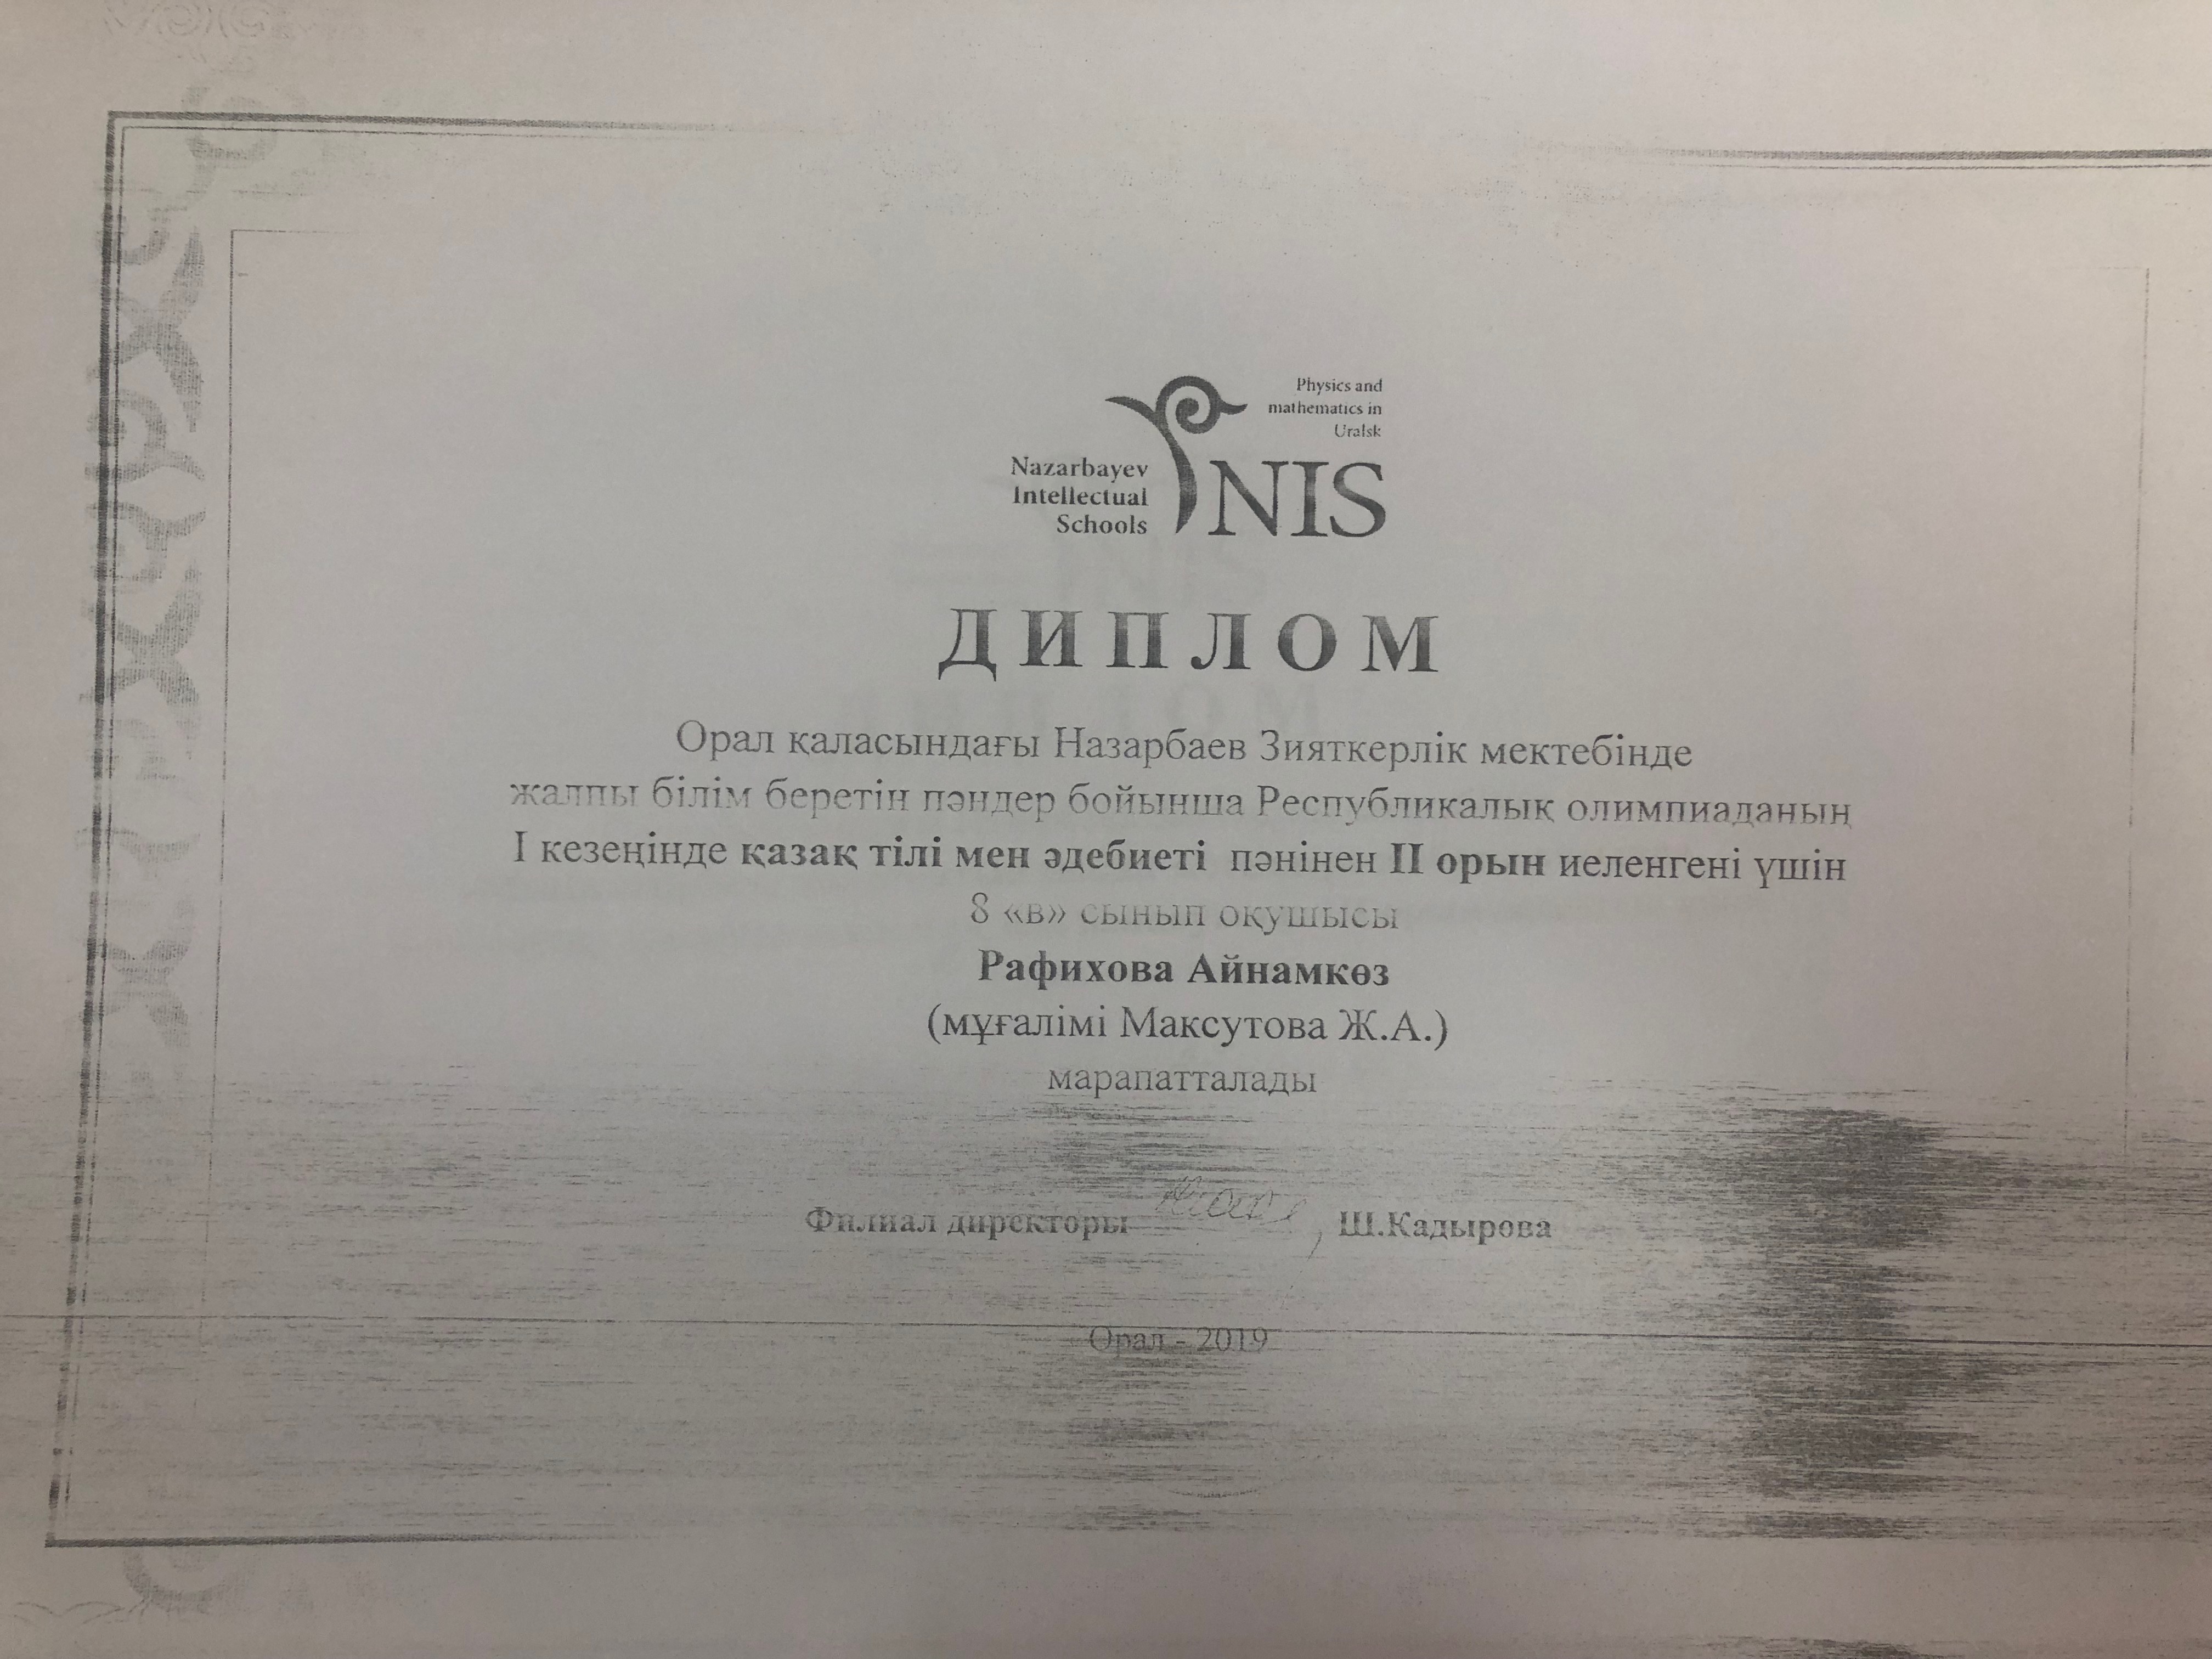 Nazarbayev
Intellectual
Schools
NIS
Physics and
mathematics in
Uralsk
ДИПЛОМ
Орал қаласындағы Назарбаев Зияткерлік мектебінде
жалпы білім беретін пәндер бойынша Республикалық олимпиаданың
І кезеңінде қазақ тілі мен әдебиеті пәнінен ІІ орын иеленгені үшін
8 «в» сынып оқушысы
Рафихова Айнамкөз
(мұғалімі Максутова Ж.А.)
марапатталады
Филиал директоры Ш.Кадырова
Орал - 2019